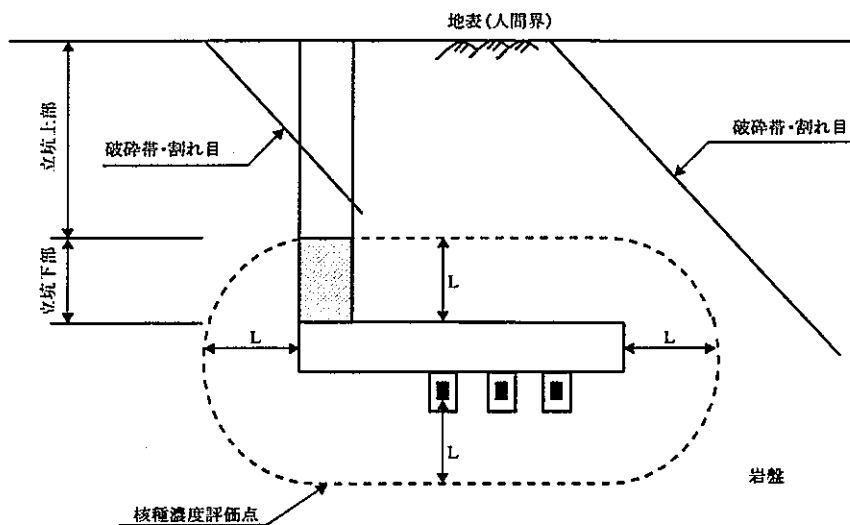 地表(人間界)
立坑上部
破砕帯・割れ目
破砕帯・割れ目
立坑下部
L
L
L
L
岩盤
核種濃度評価点